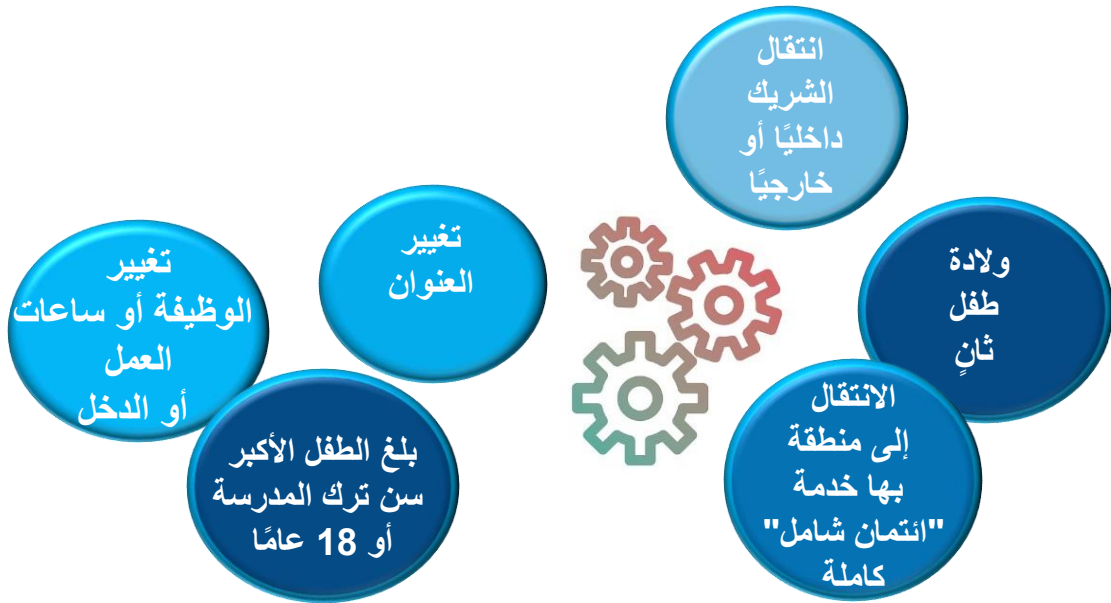 انتقال
الشريك
داخليًا أو
خارجيًا
ولادة
طفل
ثانٍ
الانتقال
إلى منطقة
بها خدمة
"ائتمان شامل"
كاملة
تغيير
العنوان
تغيير
الوظيفة أو ساعات
العمل
أو الدخل
بلغ الطفل الأكبر
سن ترك المدرسة
أو 18 عامًا